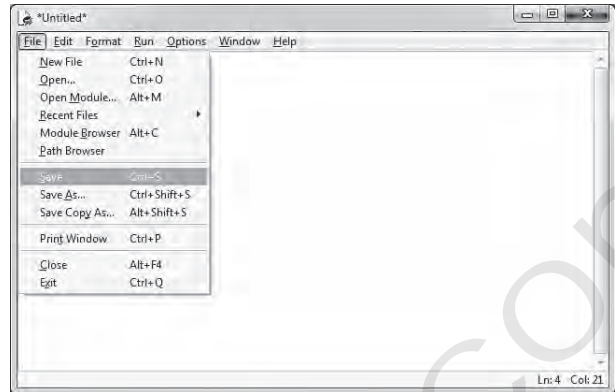 *Untitled*
File Edit Format Run Options Window Help
New File Ctrl+N
Open... Ctrl+O
Open Module... Alt+M
Recent Files
Module Browser Alt+C
Path Browser
Save Ctrl+S
Save As... Ctrl+Shift+S
Save Copy As... Alt+Shift+S
Print Window Ctrl+P
Close Alt+F4
Exit Ctrl+Q
Ln: 4 Col: 21